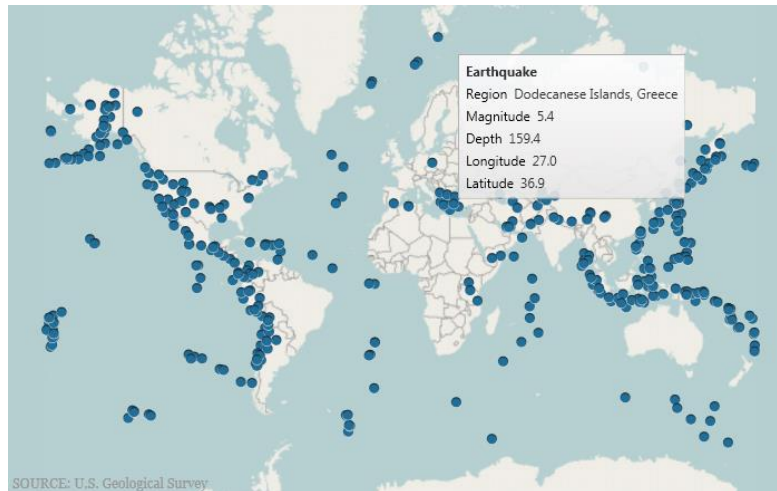 Earthquake
Region Dodecanese Islands, Greece
Magnitude 5.4
Depth 159.4
Longitude 27.0
Latitude 36.9
SOURCE: U.S. Geological Survey